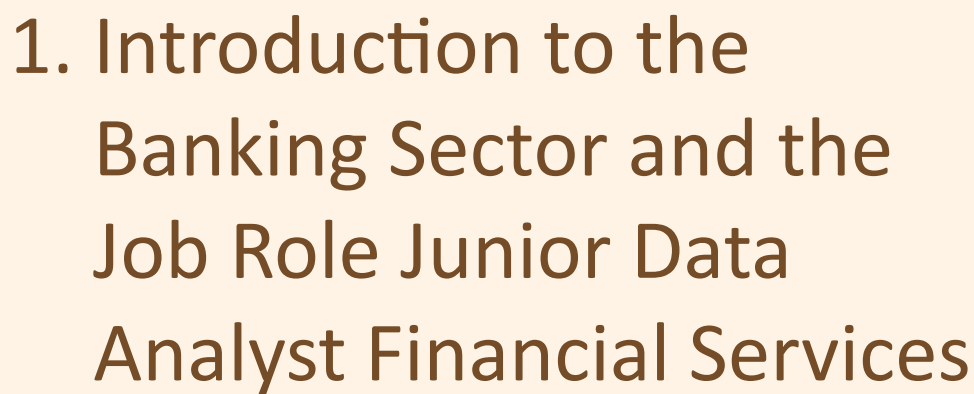 1. Introduction to the
Banking Sector and the
Job Role Junior Data
Analyst Financial Services